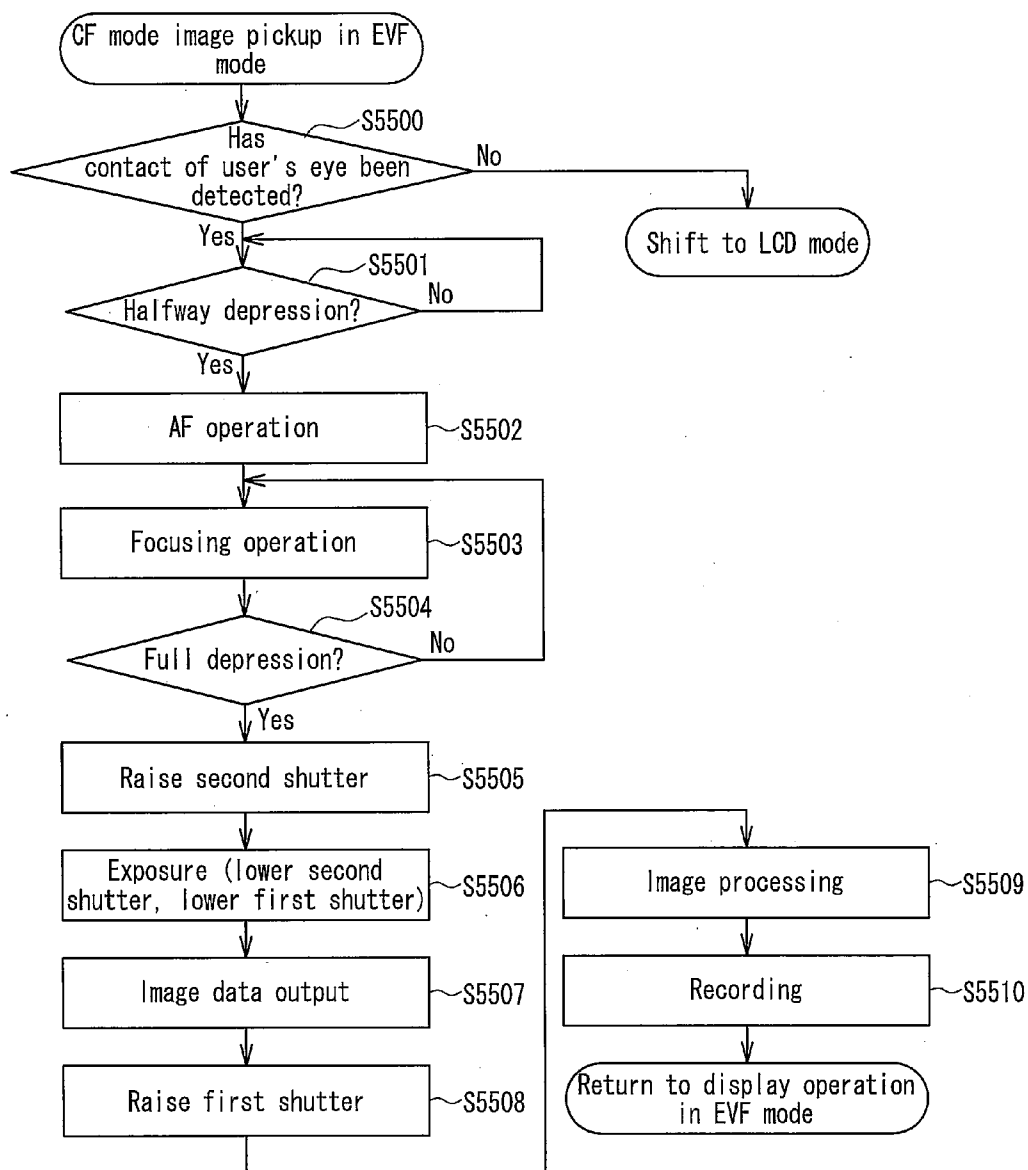 CF mode image pickup in EVF
mode
S5500
Has
contact of user's eye been
detected?
No
Shift to LCD mode
Yes
S5501
Halfway depression?
No
Yes
AF operation
S5502
Focusing operation
S5503
S5504
Full depression?
No
Yes
Raise second shutter
S5505
Exposure (lower second
shutter, lower first shutter)
S5506
Image data output
S5507
Raise first shutter
S5508
Image processing
S5509
Recording
S5510
Return to display operation
in EVF mode